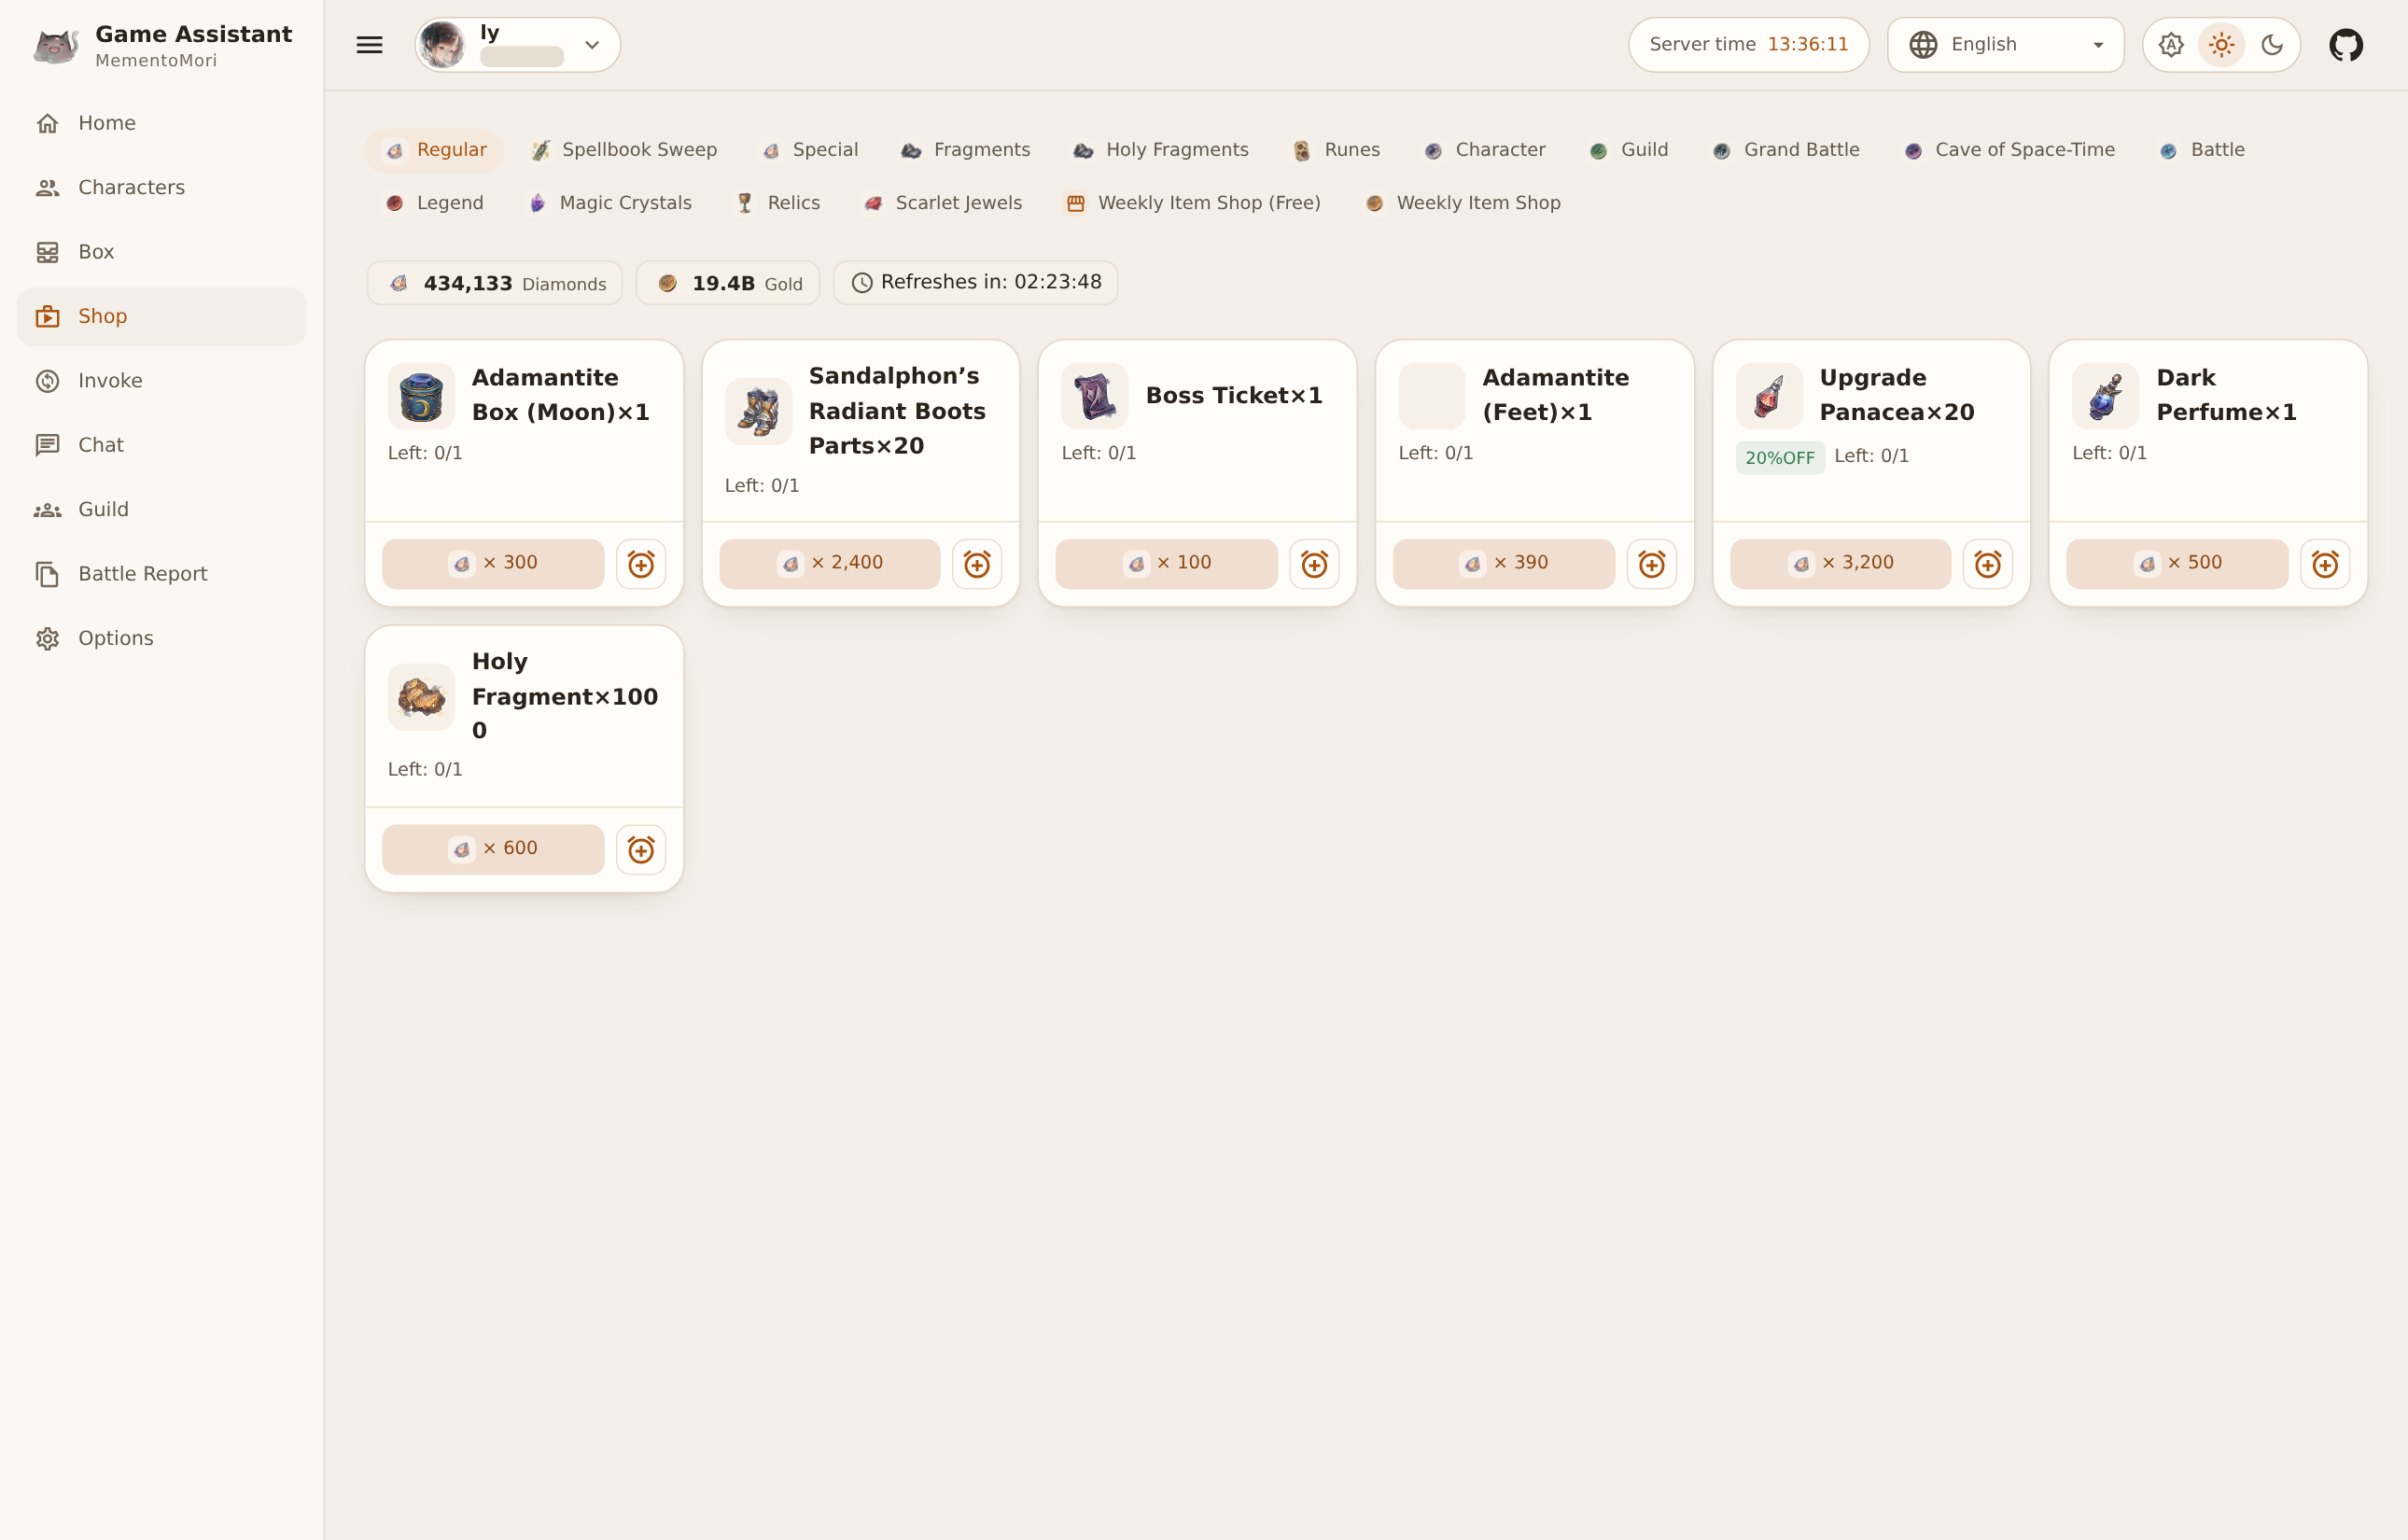 Game Assistant
MementoMori
ly
Server time 13:36:11
English
Home
Characters
Box
Shop
Invoke
Chat
Guild
Battle Report
Options
Regular
Spellbook Sweep
Special
Fragments
Holy Fragments
Runes
Character
Guild
Grand Battle
Cave of Space-Time
Battle
Legend
Magic Crystals
Relics
Scarlet Jewels
Weekly Item Shop (Free)
Weekly Item Shop
434,133 Diamonds
19.4B Gold
Refreshes in: 02:23:48
Adamantite
Box (Moon)×1
Left: 0/1
× 300
Sandalphon’s
Radiant Boots
Parts×20
Left: 0/1
× 2,400
Boss Ticket×1
Left: 0/1
× 100
Adamantite
(Feet)×1
Left: 0/1
× 390
Upgrade
Panacea×20
20%OFF Left: 0/1
× 3,200
Dark
Perfume×1
Left: 0/1
× 500
Holy
Fragment×100
0
Left: 0/1
× 600